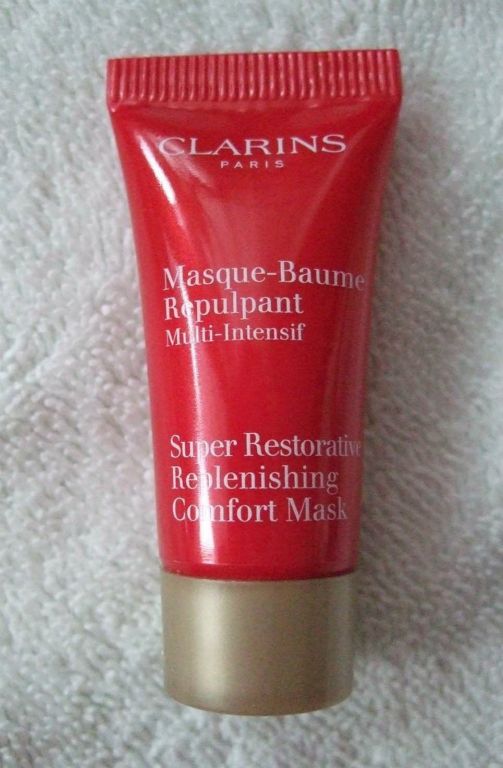 CLARINS
PARIS
Masque-Baume
Repulpant
Multi-Intensif
Super Restorative
Replenishing
Comfort Mask